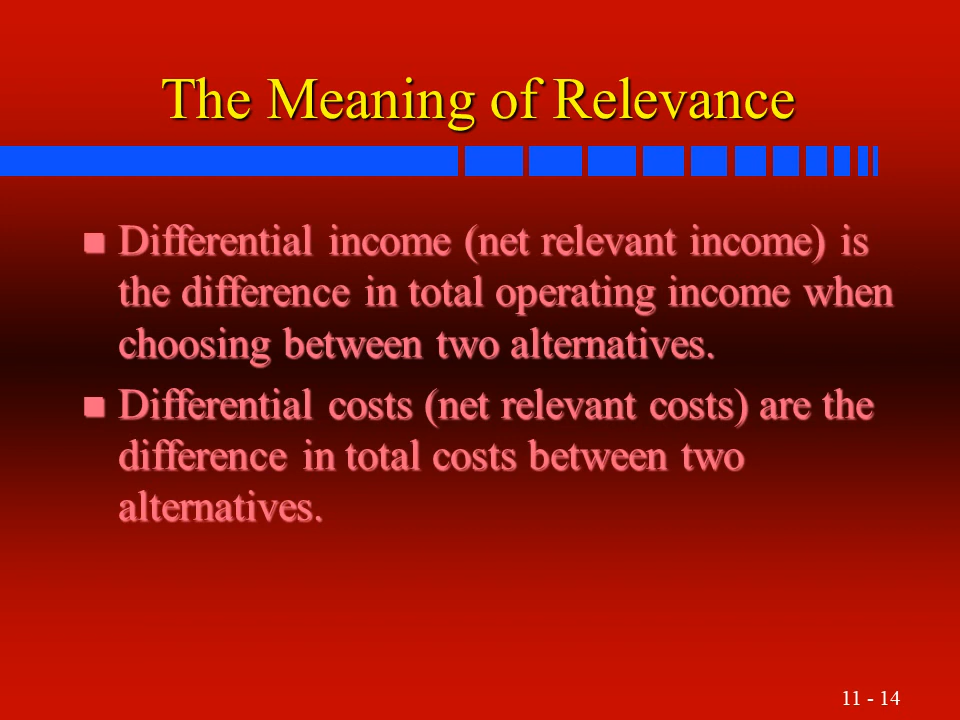 The Meaning of Relevance
Differential income (net relevant income) is
the difference in total operating income when
choosing between two alternatives.
Differential costs (net relevant costs) are the
difference in total costs between two
alternatives.
11 - 14